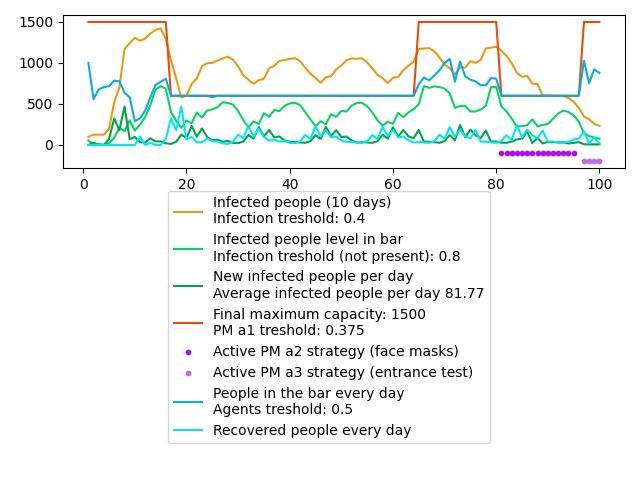 1500
1000
500
0
0 20 40 60 80 100
Infected people (10 days)
Infection treshold: 0.4
Infected people level in bar
Infection treshold (not present): 0.8
New infected people per day
Average infected people per day 81.77
Final maximum capacity: 1500
PM a1 treshold: 0.375
Active PM a2 strategy (face masks)
Active PM a3 strategy (entrance test)
People in the bar every day
Agents treshold: 0.5
Recovered people every day